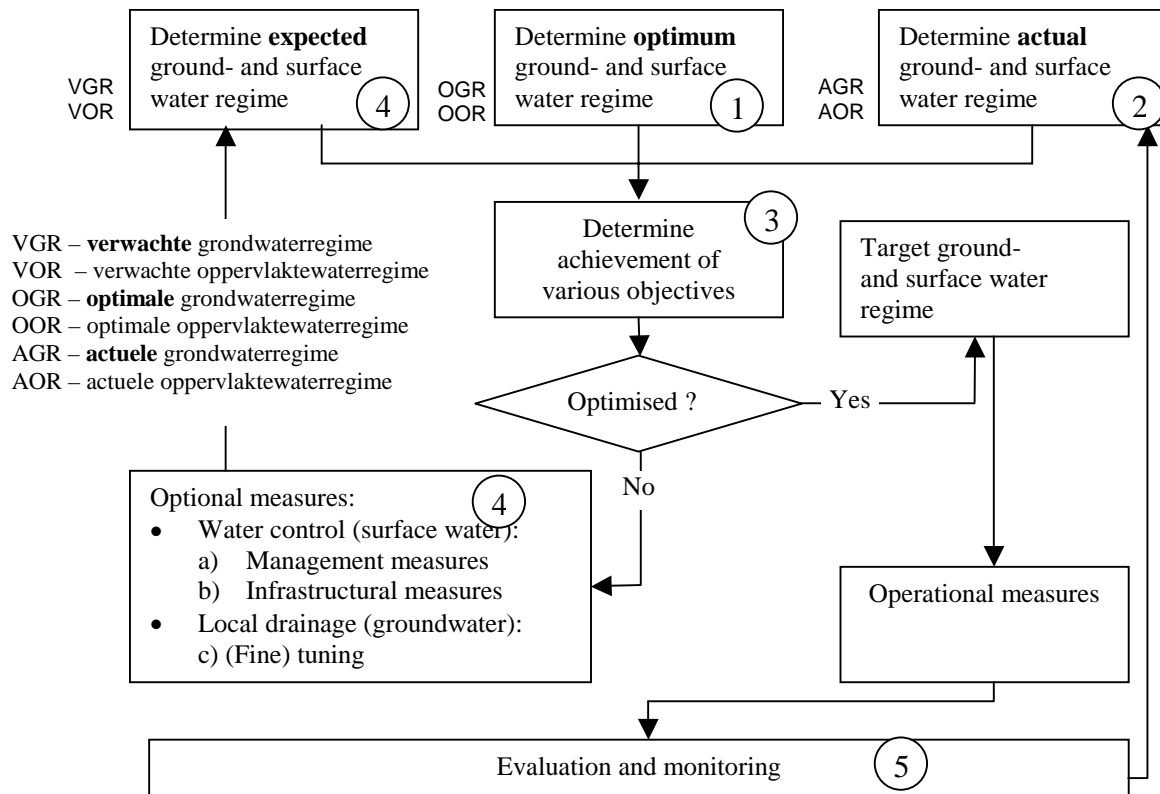 Determine expected
ground- and surface
water regime
VGR
VOR
4
Determine optimum
ground- and surface
water regime
OGR
OOR
1
Determine actual
ground- and surface
water regime
AGR
AOR
2
VGR – verwachte grondwaterregime
VOR – verwachte oppervlaktewaterregime
OGR – optimale grondwaterregime
OOR – optimale oppervlaktewaterregime
AGR – actuele grondwaterregime
AOR – actuele oppervlaktewaterregime
3
Determine
achievement of
various objectives
Target ground-
and surface water
regime
Optimised ?
Yes
No
Optional measures:
4
• Water control (surface water):
a) Management measures
b) Infrastructural measures
• Local drainage (groundwater):
c) (Fine) tuning
Operational measures
Evaluation and monitoring
5